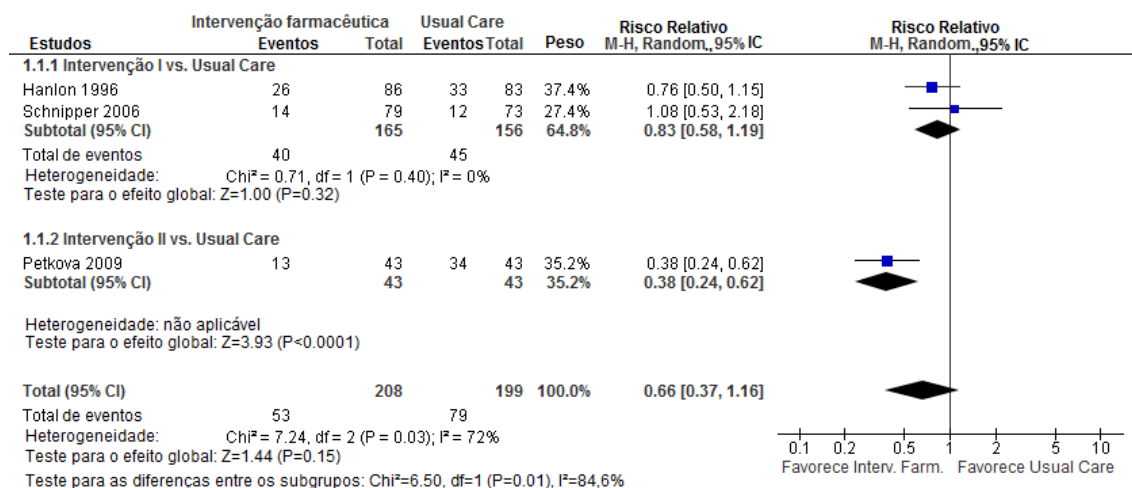 Intervenção farmacêutica Usual Care Risco Relativo Risco Relativo
Estudos Eventos Total Eventos Total Peso M-H, Random.,95% IC M-H, Random.,95% IC
1.1.1 Intervenção I vs. Usual Care
Hanlon 1996 26 86 33 83 37.4% 0.76 [0.50, 1.15]
Schnipper 2006 14 79 12 73 27.4% 1.08 [0.53, 2.18]
Subtotal (95% CI) 165 156 64.8% 0.83 [0.58, 1.19]
Total de eventos 40 45
Heterogeneidade: Chi² = 0.71, df = 1 (P = 0.40); I² = 0%
Teste para o efeito global: Z=1.00 (P=0.32)
1.1.2 Intervenção II vs. Usual Care
Petkova 2009 13 43 34 43 35.2% 0.38 [0.24, 0.62]
Subtotal (95% CI) 43 43 35.2% 0.38 [0.24, 0.62]
Heterogeneidade: não aplicável
Teste para o efeito global: Z=3.93 (P<0.0001)
Total (95% CI) 208 199 100.0% 0.66 [0.37, 1.16]
Total de eventos 53 79
Heterogeneidade: Chi² = 7.24, df = 2 (P = 0.03); I² = 72%
Teste para o efeito global: Z=1.44 (P=0.15)
Teste para as diferenças entre os subgrupos: Chi²=6.50, df=1 (P=0.01), I²=84,6%
0.1 0.2 0.5 1 2 5 10
Favorece Interv. Farm. Favorece Usual Care